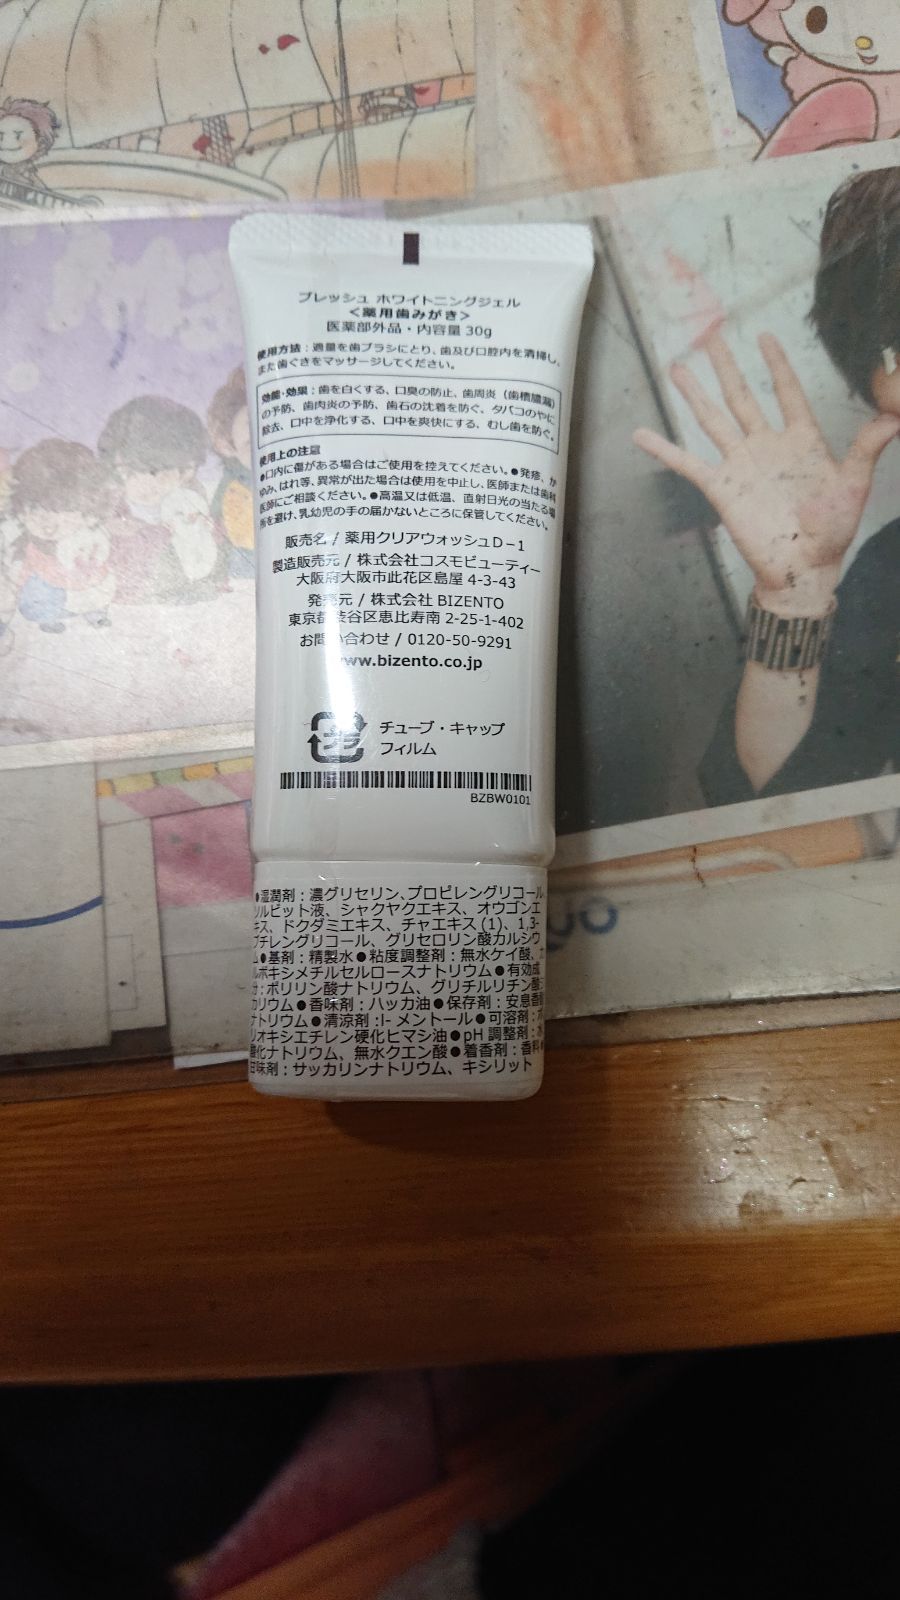 ブレッシュ ホワイトニングジェル
＜薬用歯みがき＞
医薬部外品・内容量 30g
使用方法：適量を歯ブラシにとり、歯及び口腔内を清掃し、
また歯ぐきをマッサージしてください。
効能・効果：歯を白くする、口臭の防止、歯周炎（歯槽膿漏）
の予防、歯肉炎の予防、歯石の沈着を防ぐ、タバコのやに
除去、口中を浄化する、口中を爽快にする、むし歯を防ぐ。
使用上の注意
●口内に傷がある場合はご使用を控えてください。●発疹、か
ゆみ、はれ等、異常が出た場合は使用を中止し、医師または歯科
医師にご相談ください。●高温又は低温、直射日光の当たる場
所を避け、乳幼児の手の届かないところに保管してください。
販売名 / 薬用クリアウォッシュD−1
製造販売元 / 株式会社コスモビューティー
大阪府大阪市此花区島屋 4-3-43
発売元 / 株式会社 BIZENTO
東京都渋谷区恵比寿南 2-25-1-402
お問い合わせ / 0120-50-9291
www.bizento.co.jp
プラ
チューブ・キャップ
フィルム
BZBW0101
●湿潤剤：濃グリセリン、プロピレングリコール、
ソルビット液、シャクヤクエキス、オウゴンエ
キス、ドクダミエキス、チャエキス(1)、1,3-
ブチレングリコール、グリセロリン酸カルシウ
ム●基剤：精製水●粘度調整剤：無水ケイ酸、カ
ルボキシメチルセルロースナトリウム●有効成
分：ポリリン酸ナトリウム、グリチルリチン酸ジ
カリウム●香味剤：ハッカ油●保存剤：安息香酸
ナトリウム●清涼剤：l- メントール●可溶剤：ポ
リオキシエチレン硬化ヒマシ油●pH 調整剤：水
酸化ナトリウム、無水クエン酸●着香剤：香料●
甘味剤：サッカリンナトリウム、キシリット